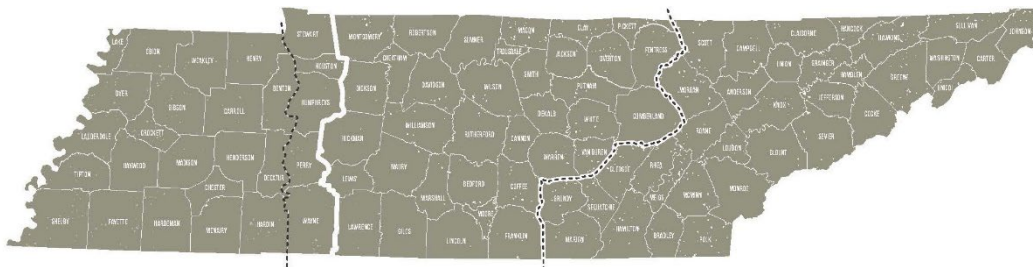 LAKE
OBION
WEAKLEY
HENRY
STEWART
MONTGOMERY
ROBERTSON
SUMNER
MACON
TROUSDALE
CLAY
PICKETT
JACKSON
OVERTON
FENTRESS
SCOTT
CAMPBELL
CLAIBORNE
HANCOCK
SULLIVAN
JOHNSON
HOUSTON
CHEATHAM
SMITH
UNION
GRAINGER
HAMBLEN
GREENE
WASHINGTON
CARTER
UNICOI
DYER
GIBSON
CARROLL
BENTON
HUMPHREYS
DICKSON
DAVIDSON
WILSON
PUTNAM
MORGAN
ANDERSON
KNOX
JEFFERSON
COCKE
LAUDERDALE
CROCKETT
HICKMAN
WILLIAMSON
RUTHERFORD
CANNON
DEKALB
WHITE
CUMBERLAND
ROANE
LOUDON
BLOUNT
SEVIER
TIPTON
HAYWOOD
MADISON
HENDERSON
DECATUR
PERRY
LEWIS
MAURY
BEDFORD
COFFEE
WARREN
VAN BUREN
BLEDSOE
RHEA
MEIGS
MCMINN
MONROE
CHESTER
MARSHALL
MOORE
GRUNDY
SEQUATCHIE
SHELBY
FAYETTE
HARDEMAN
MCNAIRY
HARDIN
WAYNE
LAWRENCE
GILES
LINCOLN
FRANKLIN
MARION
HAMILTON
BRADLEY
POLK